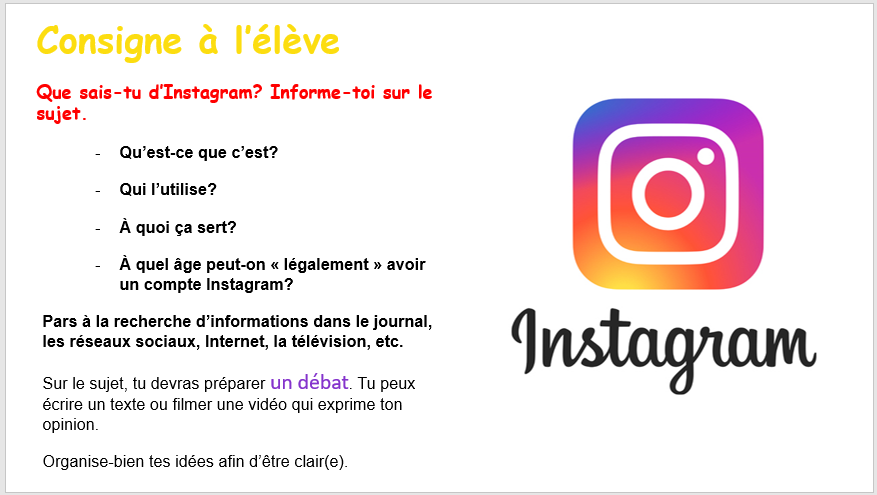 Consigne à l'élève
Que sais-tu d'Instagram? Informe-toi sur le
sujet.
- Qu'est-ce que c'est?
- Qui l'utilise?
- À quoi ça sert?
- À quel âge peut-on « légalement » avoir
un compte Instagram?
Pars à la recherche d'informations dans le journal,
les réseaux sociaux, Internet, la télévision, etc.
Sur le sujet, tu devras préparer un débat. Tu peux
écrire un texte ou filmer une vidéo qui exprime ton
opinion.
Organise-bien tes idées afin d'être clair(e).
Instagram